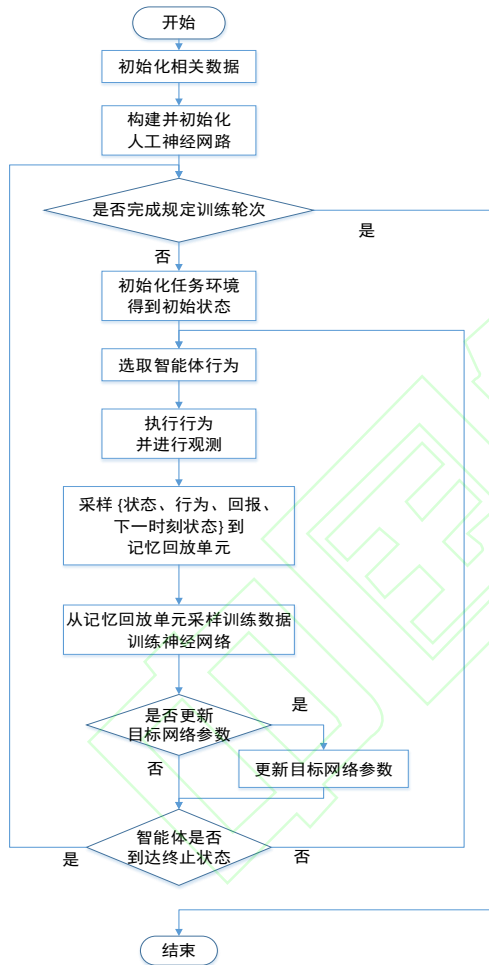 开始
初始化相关数据
构建并初始化
人工神经网路
是否完成规定训练轮次
是
否
初始化任务环境
得到初始状态
选取智能体行为
执行行为
并进行观测
采样{状态、行为、回报、
下一时刻状态}到
记忆回放单元
从记忆回放单元采样训练数据
训练神经网络
是否更新
目标网络参数
是
否
更新目标网络参数
智能体是否
到达终止状态
是
否
结束